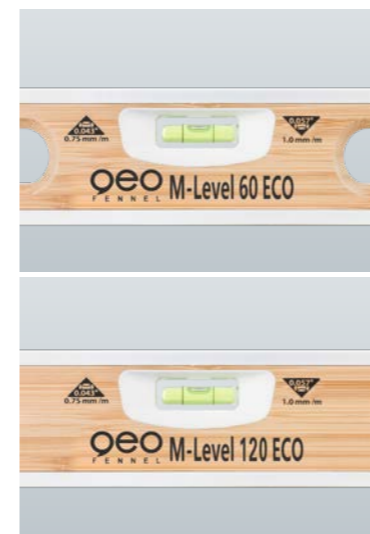 0.043"
0.75 mm /m
0.057"
1.0 mm /m
geo M-Level 60 ECO
FENNEL
0.043"
0.75 mm /m
0.057"
1.0 mm /m
geo M-Level 120 ECO
FENNEL